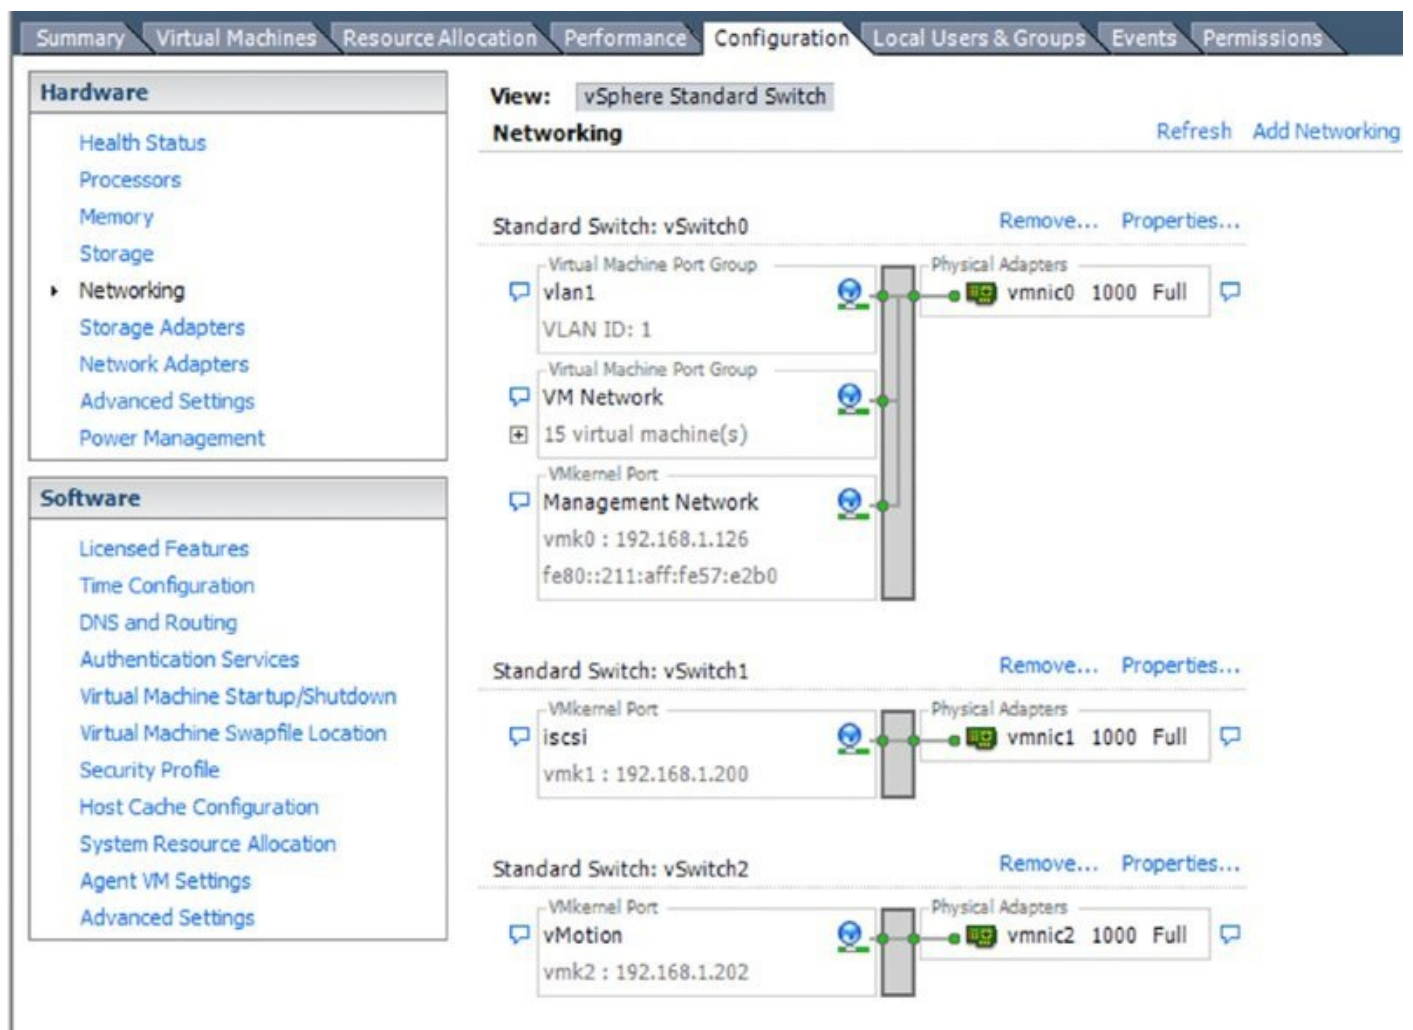 Summary Virtual Machines Resource Allocation Performance Configuration Local Users & Groups Events Permissions
Hardware
Health Status
Processors
Memory
Storage
Networking
Storage Adapters
Network Adapters
Advanced Settings
Power Management
Software
Licensed Features
Time Configuration
DNS and Routing
Authentication Services
Virtual Machine Startup/Shutdown
Virtual Machine Swapfile Location
Security Profile
Host Cache Configuration
System Resource Allocation
Agent VM Settings
Advanced Settings
View: vSphere Standard Switch
Networking Refresh Add Networking
Standard Switch: vSwitch0 Remove... Properties...
Virtual Machine Port Group Physical Adapters
vlan1 vmnic0 1000 Full
VLAN ID: 1
Virtual Machine Port Group
VM Network
15 virtual machine(s)
VMkernel Port
Management Network
vmk0 : 192.168.1.126
fe80::211:aff:fe57:e2b0
Standard Switch: vSwitch1 Remove... Properties...
VMkernel Port Physical Adapters
iscsi vmnic1 1000 Full
vmk1 : 192.168.1.200
Standard Switch: vSwitch2 Remove... Properties...
VMkernel Port Physical Adapters
vMotion vmnic2 1000 Full
vmk2 : 192.168.1.202